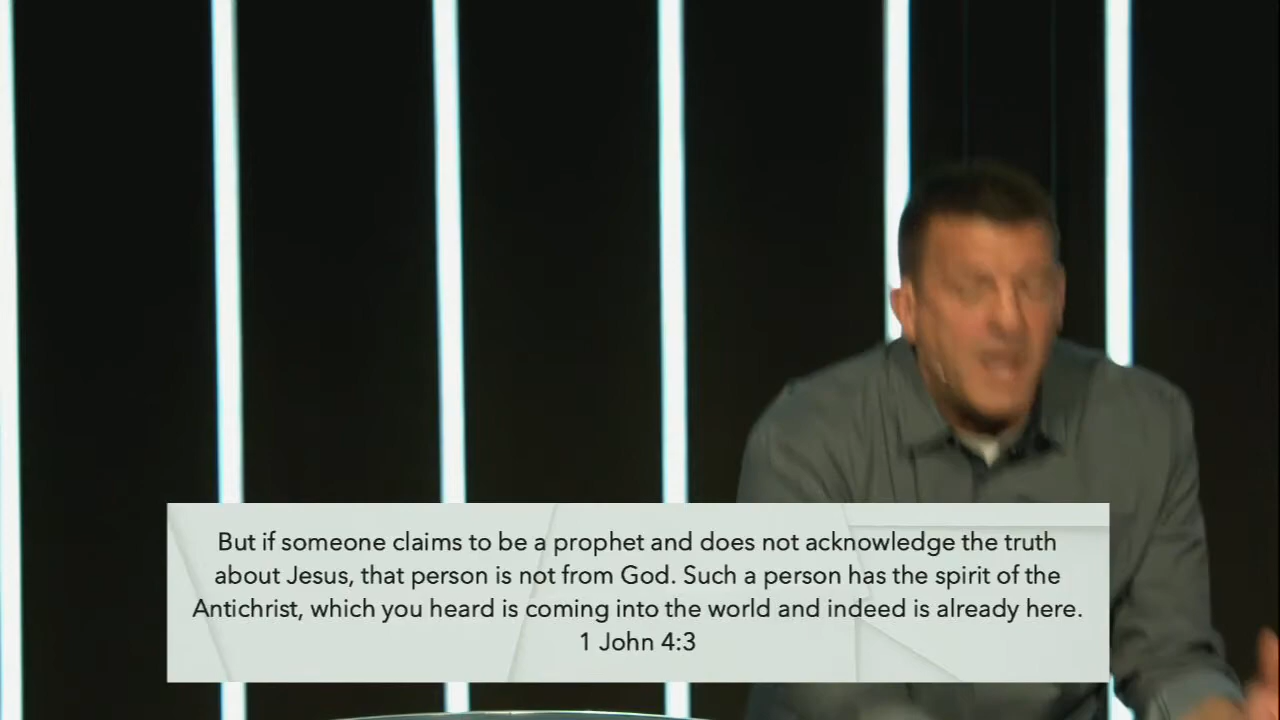 But if someone claims to be a prophet and does not acknowledge the truth
about Jesus, that person is not from God. Such a person has the spirit of the
Antichrist, which you heard is coming into the world and indeed is already here.
1 John 4:3